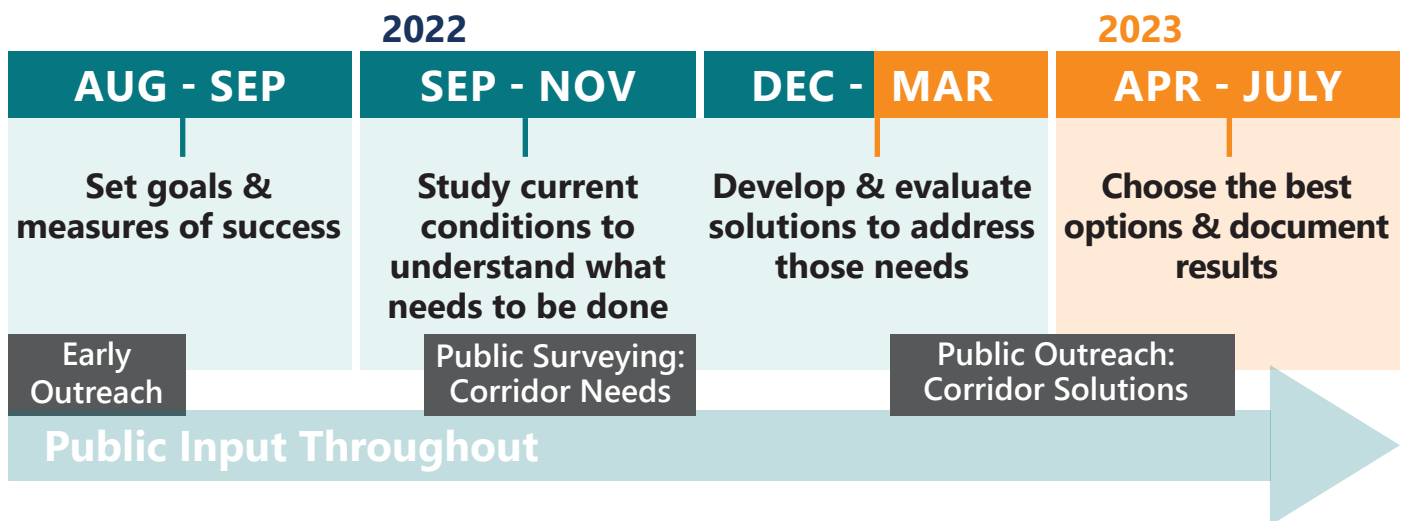 2022
2023
AUG - SEP
SEP - NOV
DEC - MAR
APR - JULY
Set goals &
measures of success
Study current
conditions to
understand what
needs to be done
Develop & evaluate
solutions to address
those needs
Choose the best
options & document
results
Early
Outreach
Public Surveying:
Corridor Needs
Public Outreach:
Corridor Solutions
Public Input Throughout